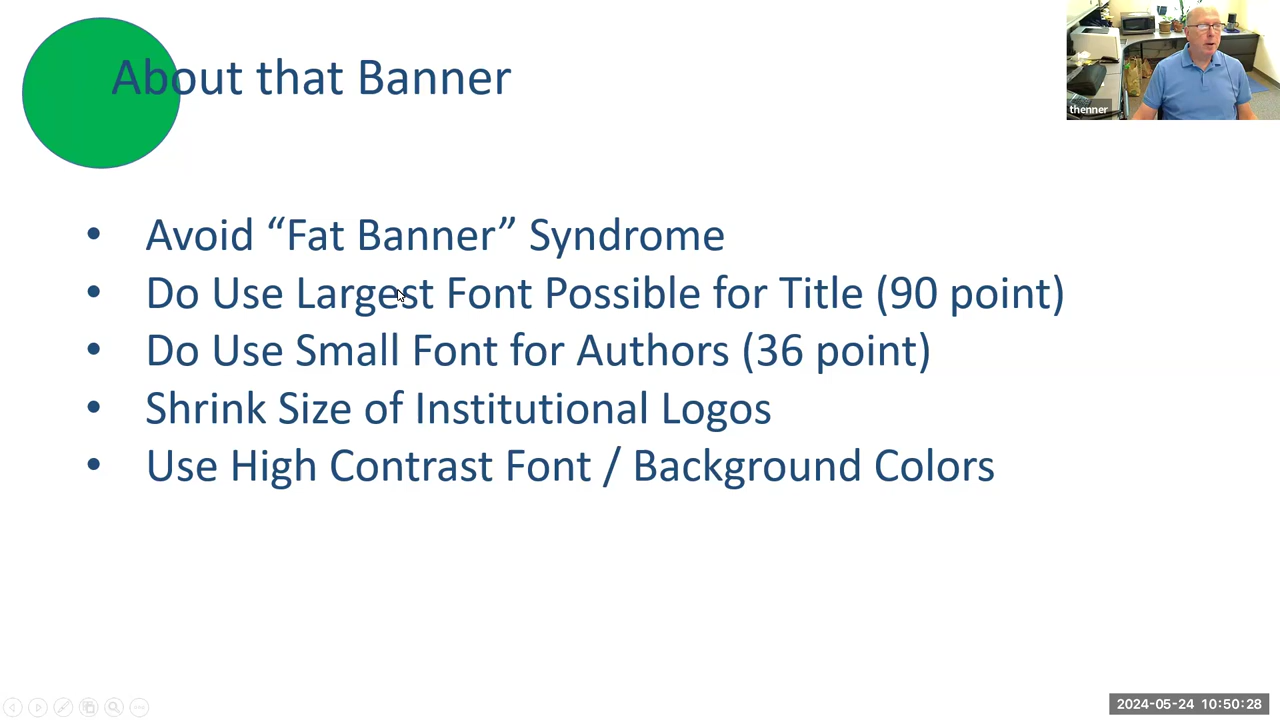 About that Banner
thenner
• Avoid “Fat Banner” Syndrome
• Do Use Largest Font Possible for Title (90 point)
• Do Use Small Font for Authors (36 point)
• Shrink Size of Institutional Logos
• Use High Contrast Font / Background Colors
2024-05-24 10:50:28